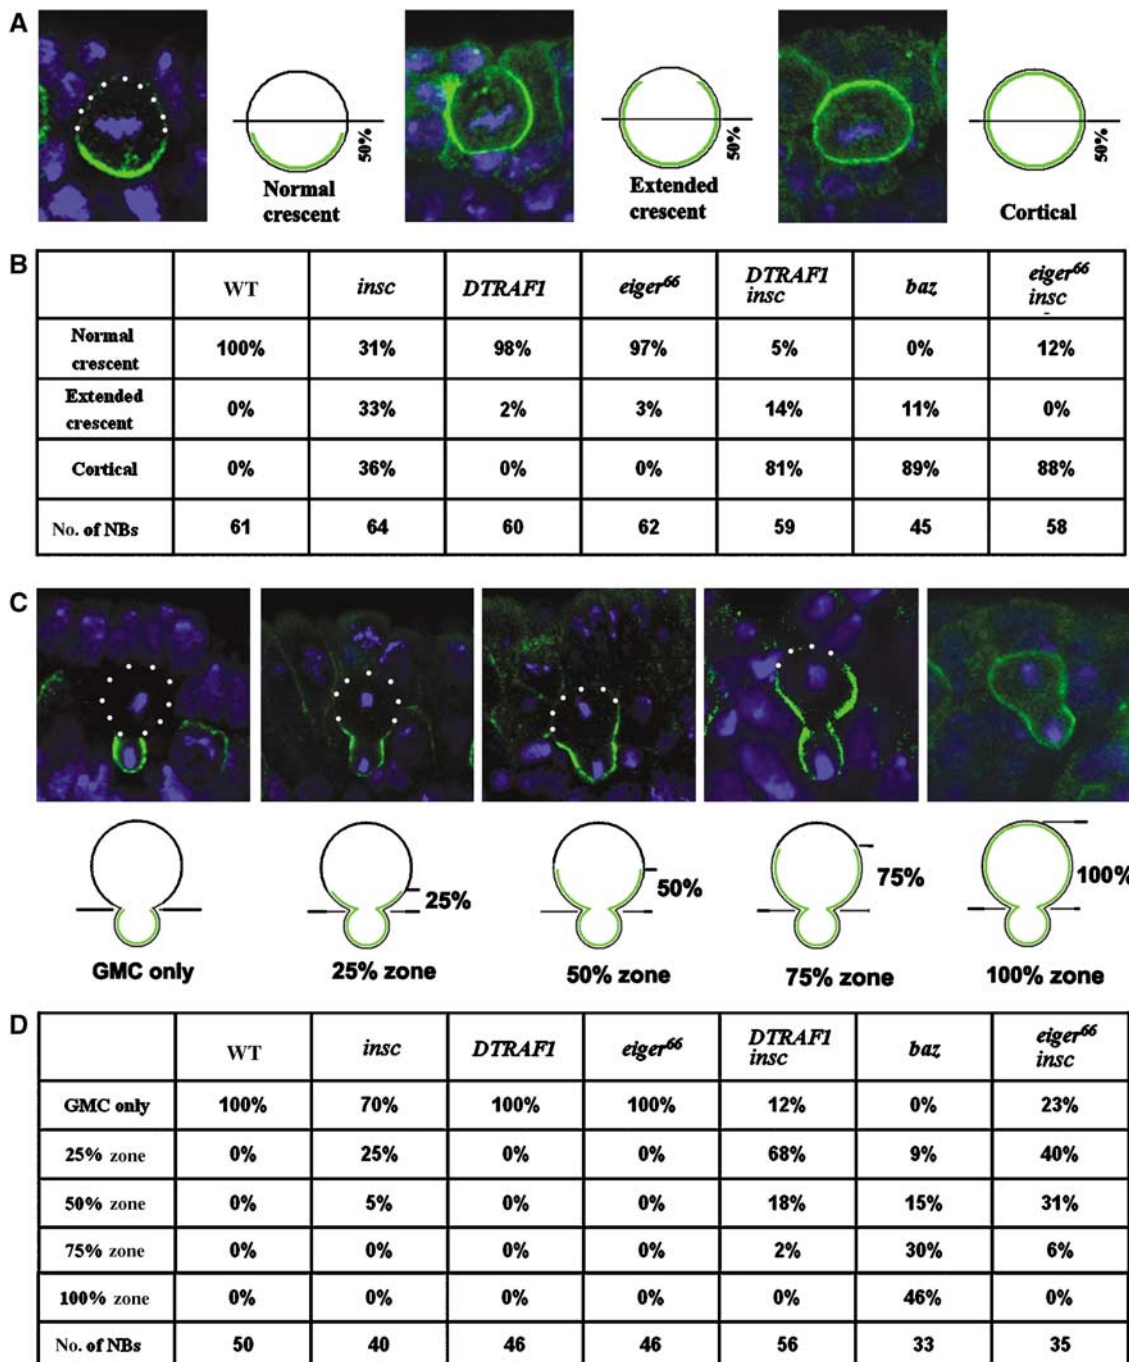 A
50%
Normal
crescent
50%
Extended
crescent
50%
Cortical
B
WT insc DTRAF1 eiger66 DTRAF1 insc baz eiger66 insc
Normal crescent 100% 31% 98% 97% 5% 0% 12%
Extended crescent 0% 33% 2% 3% 14% 11% 0%
Cortical 0% 36% 0% 0% 81% 89% 88%
No. of NBs 61 64 60 62 59 45 58
C
25%
50%
75%
100%
GMC only
25% zone
50% zone
75% zone
100% zone
D
WT insc DTRAF1 eiger66 DTRAF1 insc baz eiger66 insc
GMC only 100% 70% 100% 100% 12% 0% 23%
25% zone 0% 25% 0% 0% 68% 9% 40%
50% zone 0% 5% 0% 0% 18% 15% 31%
75% zone 0% 0% 0% 0% 2% 30% 6%
100% zone 0% 0% 0% 0% 0% 46% 0%
No. of NBs 50 40 46 46 56 33 35